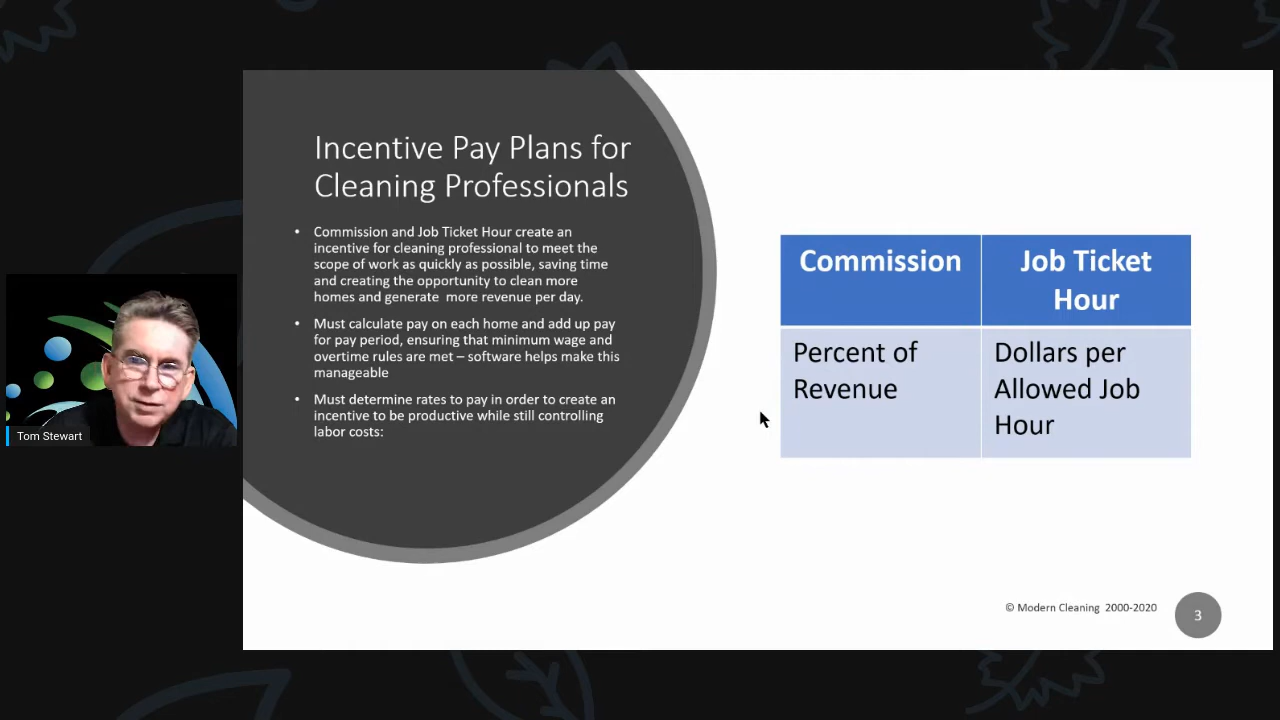 Incentive Pay Plans for
Cleaning Professionals
• Commission and Job Ticket Hour create an
incentive for cleaning professional to meet the
scope of work as quickly as possible, saving time
and creating the opportunity to clean more
homes and generate more revenue per day.
• Must calculate pay on each home and add up pay
for pay period, ensuring that minimum wage and
overtime rules are met – software helps make this
manageable
• Must determine rates to pay in order to create an
incentive to be productive while still controlling
labor costs:
Commission
Job Ticket
Hour
Percent of
Revenue
Dollars per
Allowed Job
Hour
Tom Stewart
© Modern Cleaning 2000-2020
3